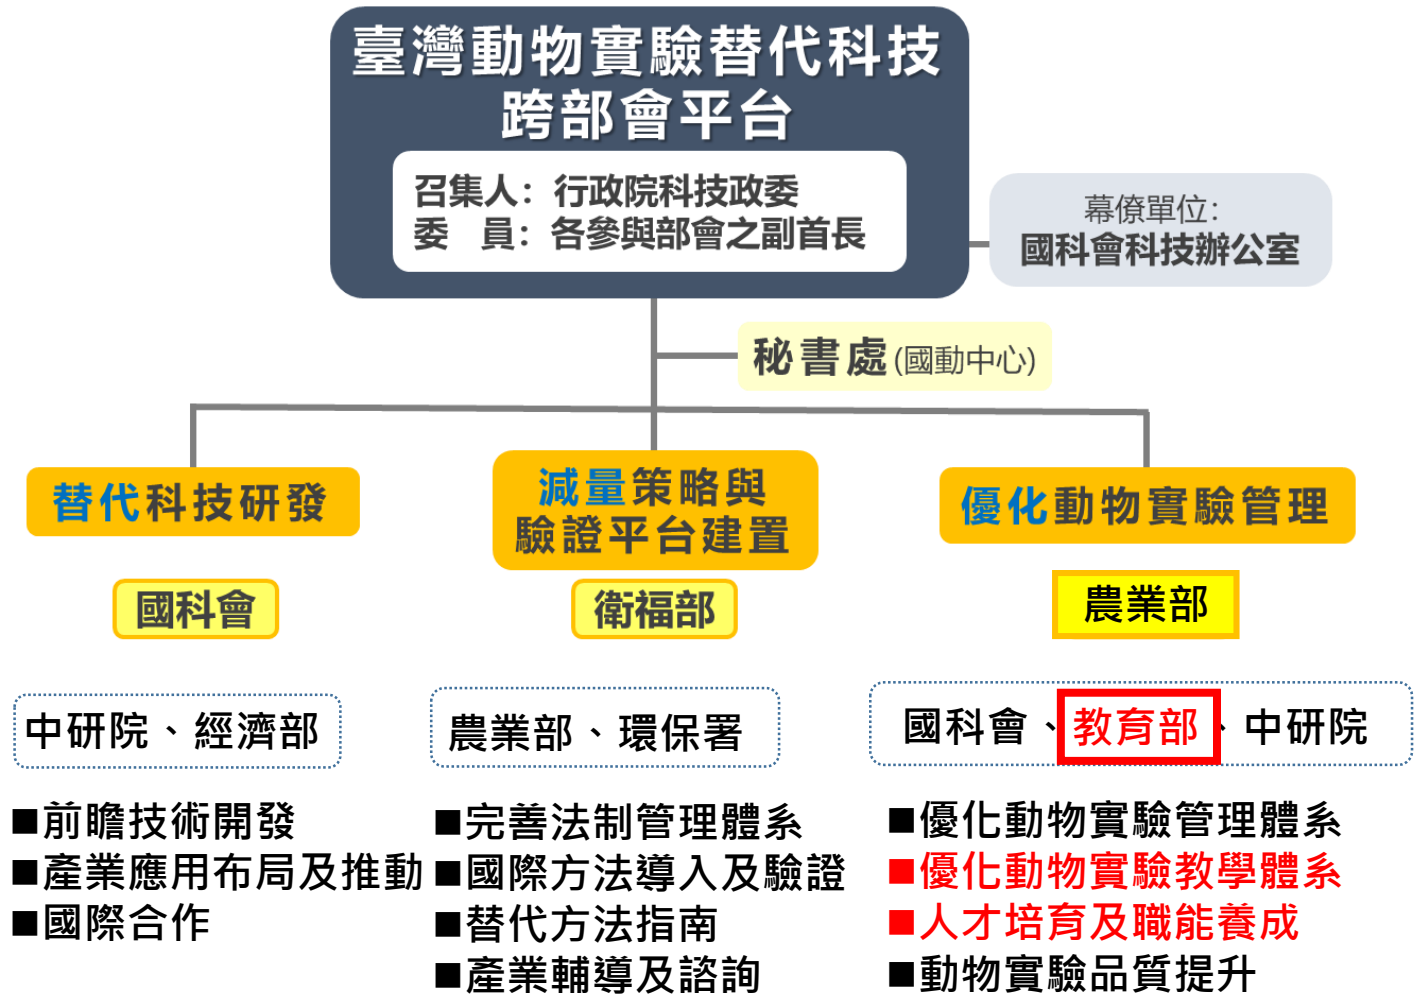 臺灣動物實驗替代科技
跨部會平台
召集人：行政院科技政委
委　員：各參與部會之副首長
幕僚單位：
國科會科技辦公室
秘書處(國動中心)
替代科技研發
國科會
中研院、經濟部
■前瞻技術開發
■產業應用布局及推動
■國際合作
減量策略與
驗證平台建置
衛福部
農業部、環保署
■完善法制管理體系
■國際方法導入及驗證
■替代方法指南
■產業輔導及諮詢
優化動物實驗管理
農業部
國科會、教育部、中研院
■優化動物實驗管理體系
■優化動物實驗教學體系
■人才培育及職能養成
■動物實驗品質提升